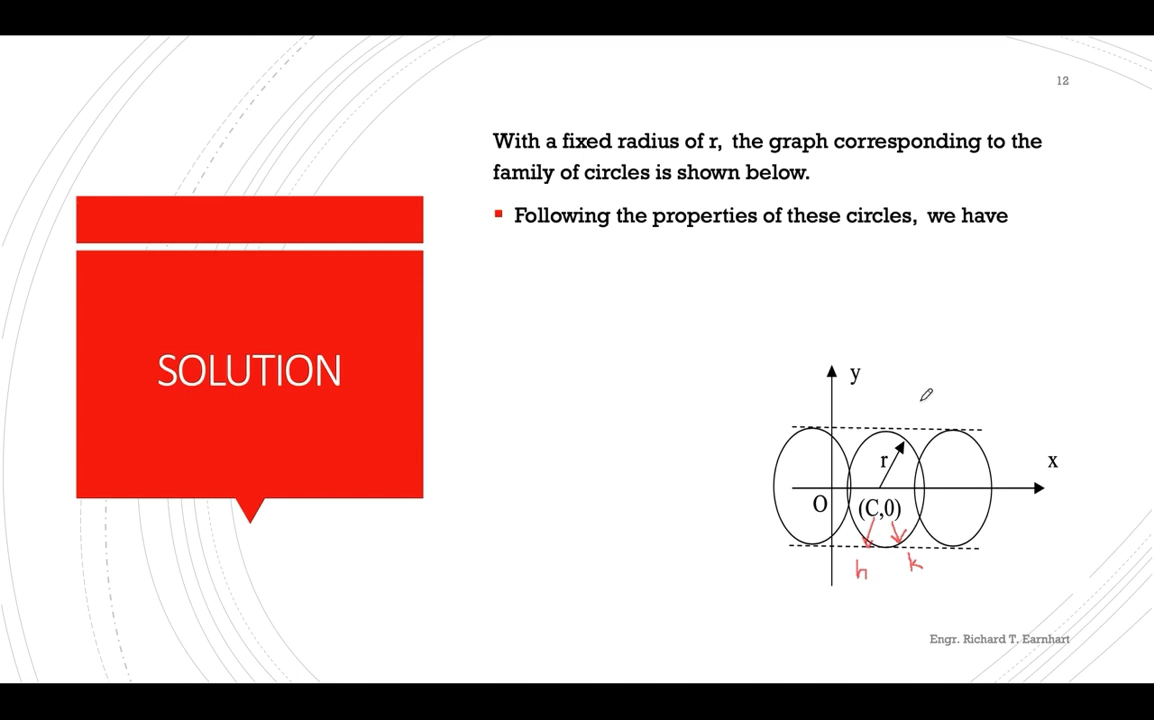 12
With a fixed radius of r, the graph corresponding to the
family of circles is shown below.
Following the properties of these circles, we have
SOLUTION
y
r
x
O
(C,0)
h
k
Engr. Richard T. Earnhart